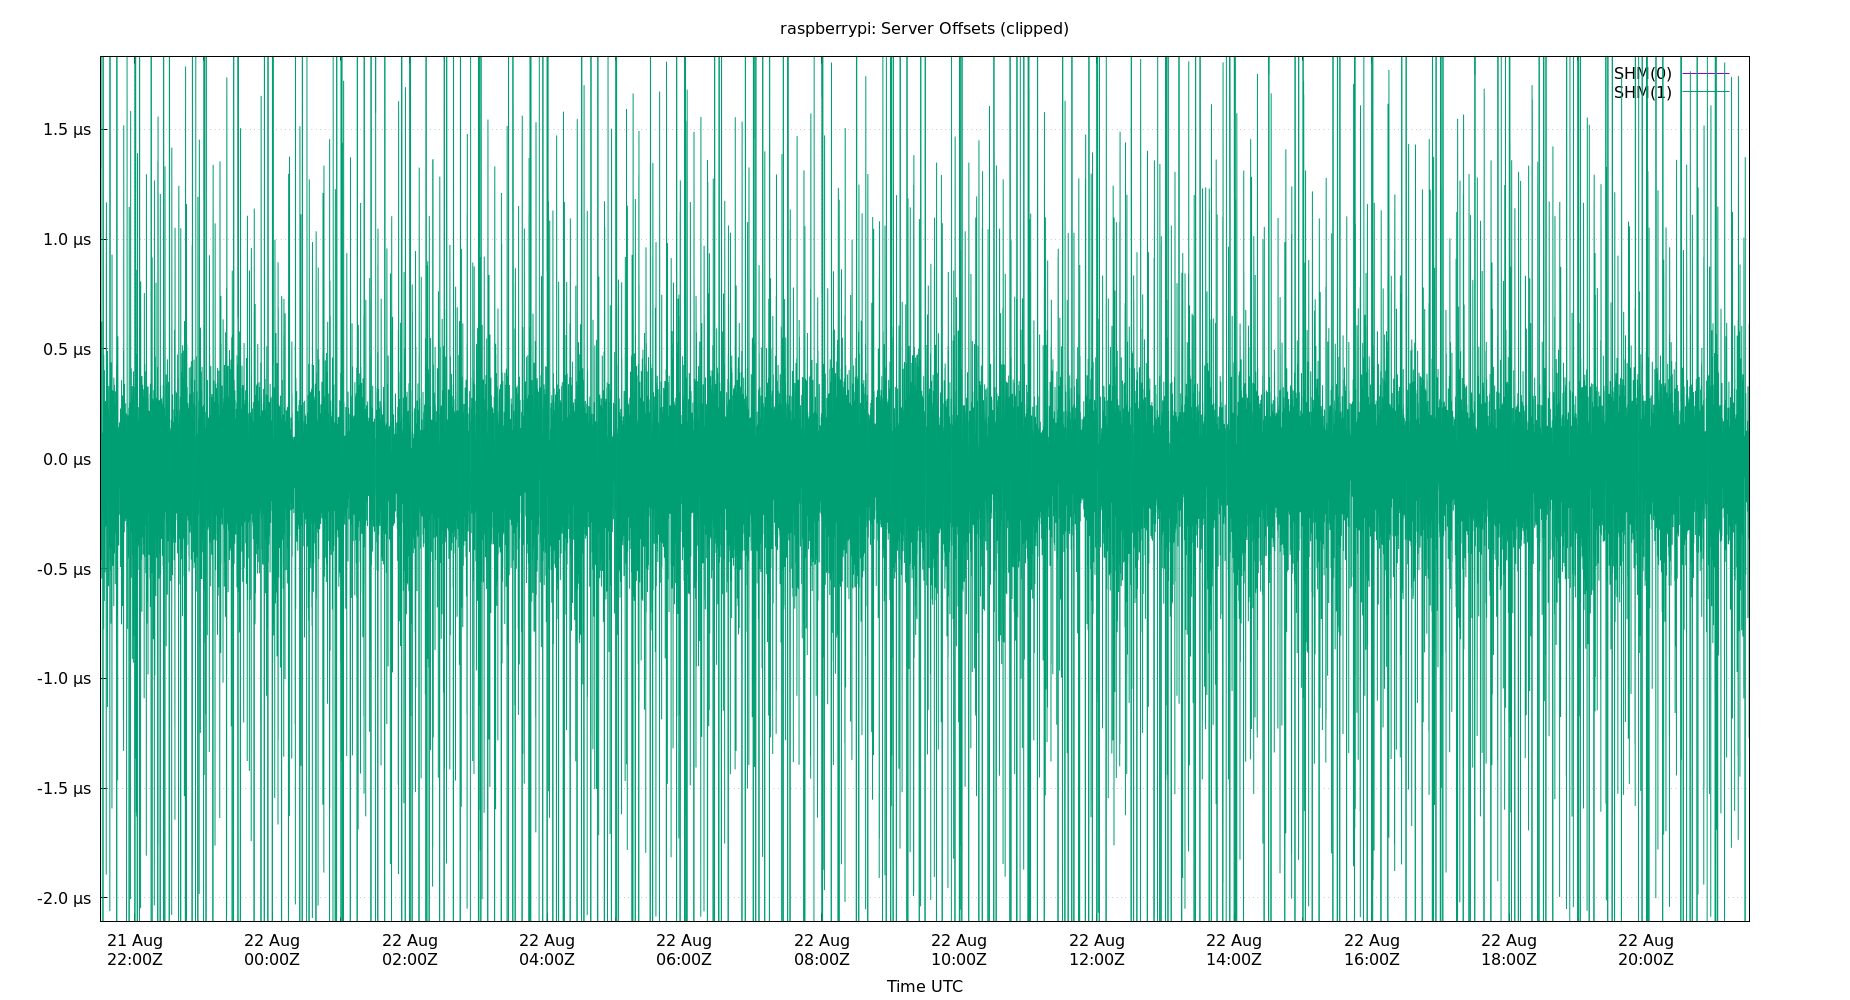 raspberrypi: Server Offsets (clipped)
SHM(0)
SHM(1)
1.5 µs
1.0 µs
0.5 µs
0.0 µs
-0.5 µs
-1.0 µs
-1.5 µs
-2.0 µs
21 Aug 22 Aug 22 Aug 22 Aug 22 Aug 22 Aug 22 Aug 22 Aug 22 Aug 22 Aug 22 Aug 22 Aug
22:00Z 00:00Z 02:00Z 04:00Z 06:00Z 08:00Z 10:00Z 12:00Z 14:00Z 16:00Z 18:00Z 20:00Z
Time UTC